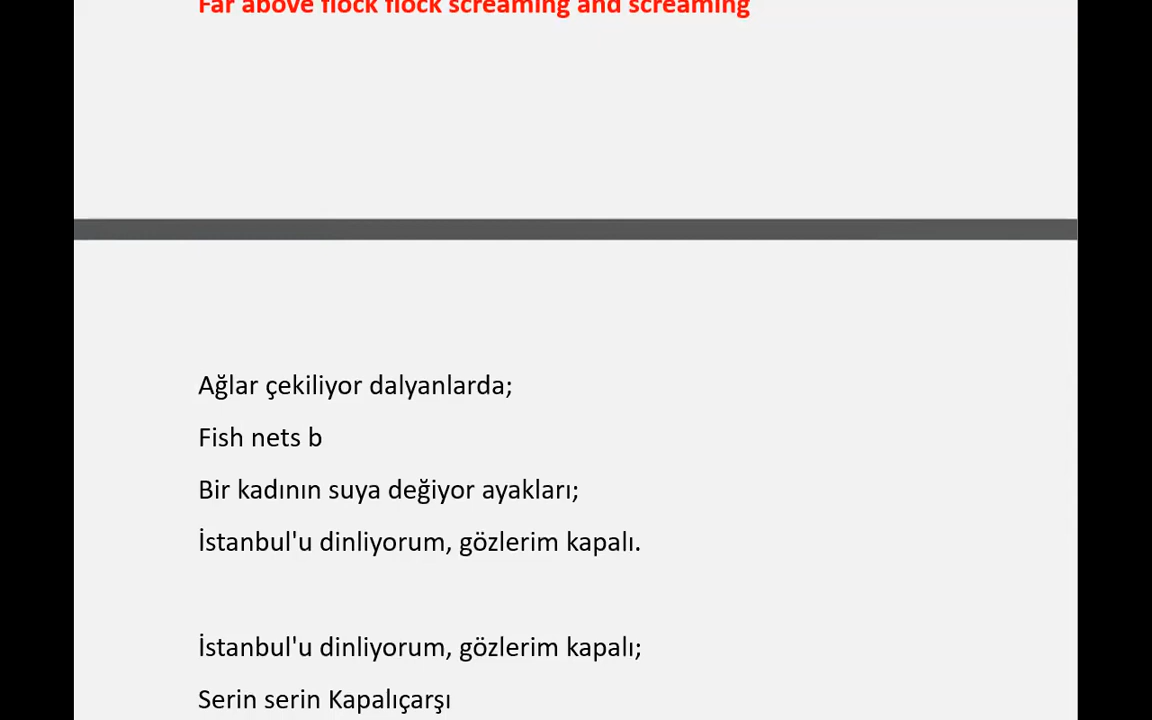 Far above flock flock screaming and screaming
Ağlar çekiliyor dalyanlarda;
Fish nets b
Bir kadının suya değiyor ayakları;
İstanbul'u dinliyorum, gözlerim kapalı.
İstanbul'u dinliyorum, gözlerim kapalı;
Serin serin Kapalıçarşı